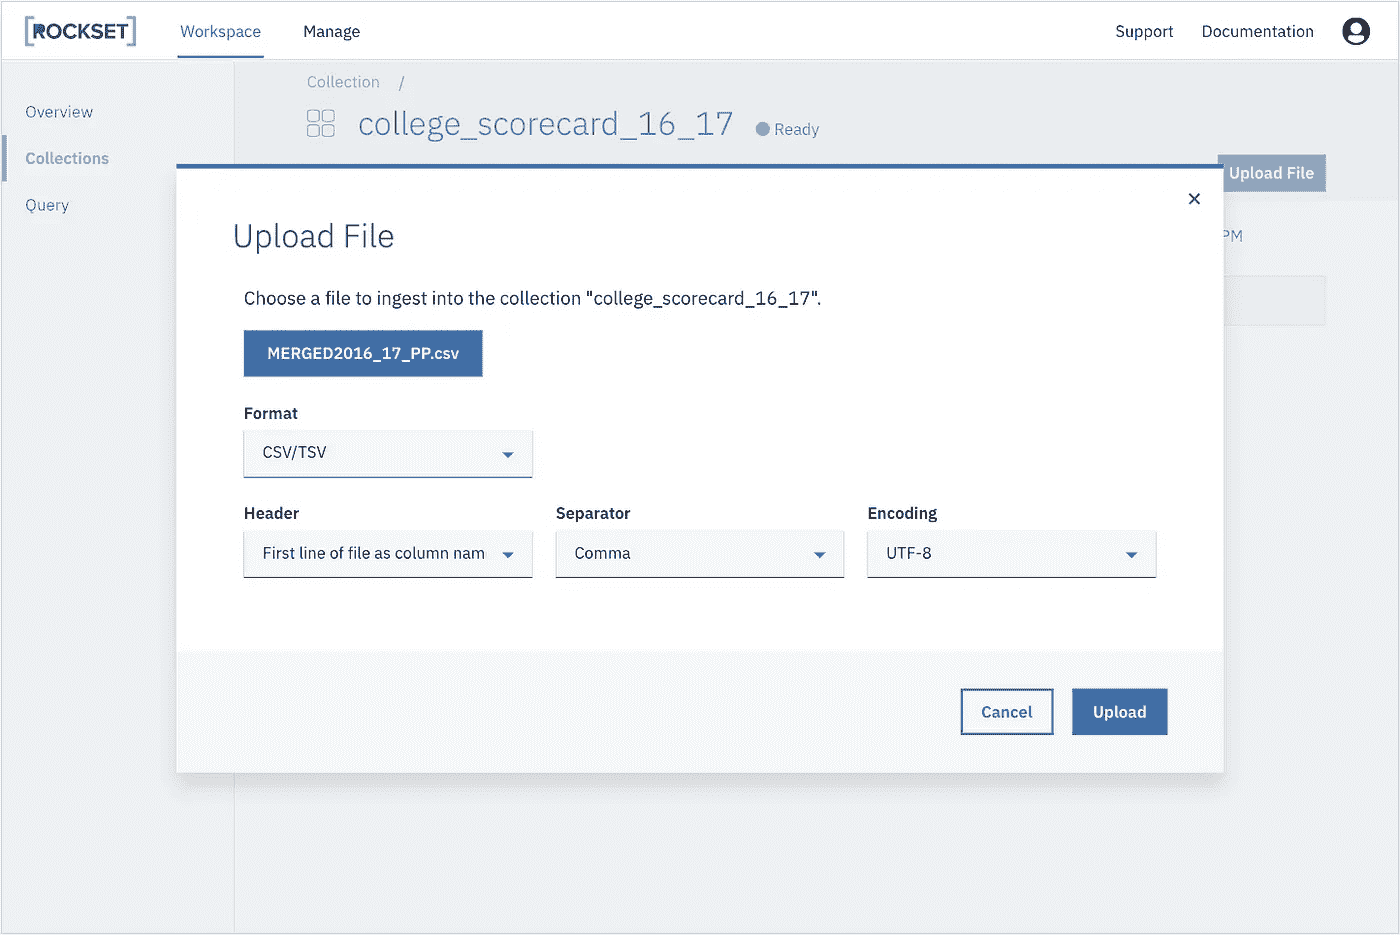 [ROCKSET] Workspace Manage Support Documentation
Overview
Collections
Query
Collection /
college_scorecard_16_17 Ready
Upload File
PM
Upload File
Choose a file to ingest into the collection "college_scorecard_16_17".
MERGED2016_17_PP.csv
Format
CSV/TSV
Header Separator Encoding
First line of file as column nam Comma UTF-8
Cancel Upload